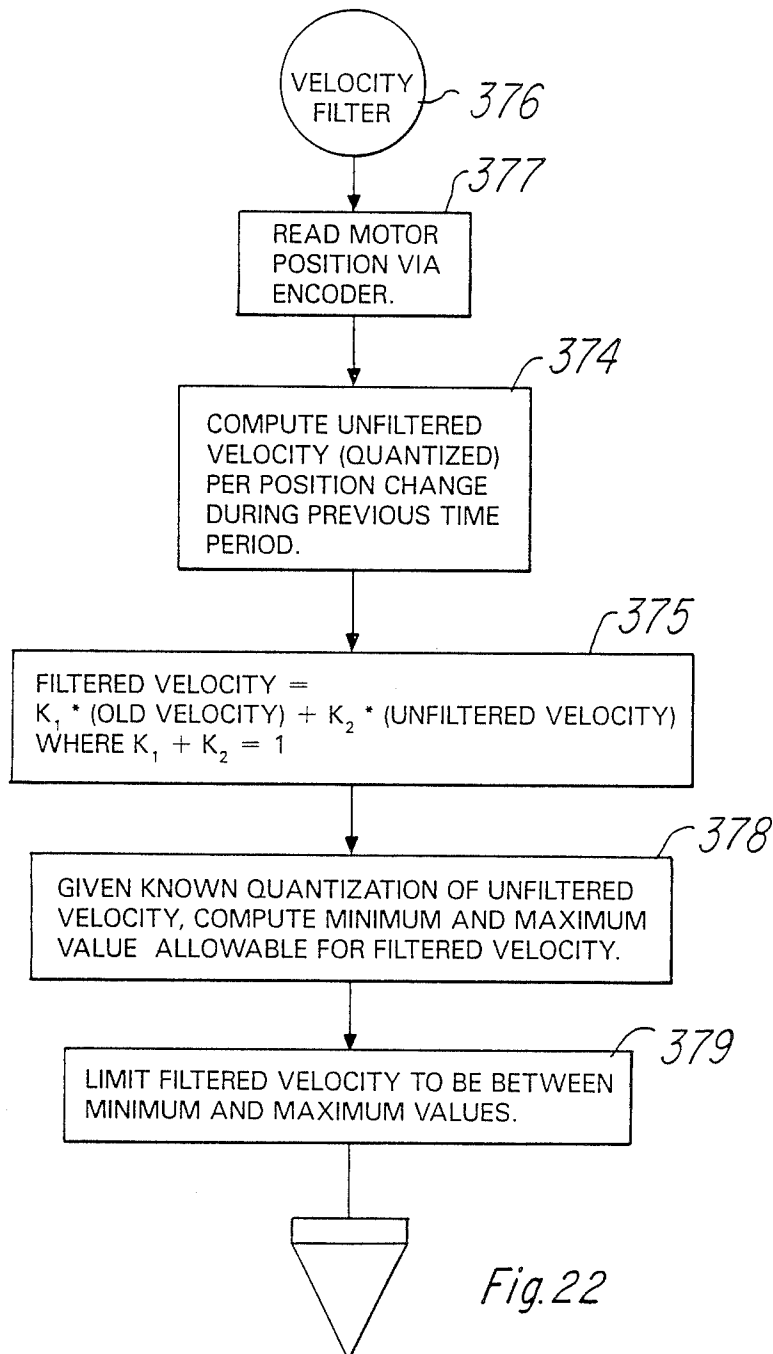 VELOCITY
FILTER
376
377
READ MOTOR
POSITION VIA
ENCODER.
374
COMPUTE UNFILTERED
VELOCITY (QUANTIZED)
PER POSITION CHANGE
DURING PREVIOUS TIME
PERIOD.
375
FILTERED VELOCITY =
K₁ * (OLD VELOCITY) + K₂ * (UNFILTERED VELOCITY)
WHERE K₁ + K₂ = 1
378
GIVEN KNOWN QUANTIZATION OF UNFILTERED
VELOCITY, COMPUTE MINIMUM AND MAXIMUM
VALUE ALLOWABLE FOR FILTERED VELOCITY.
379
LIMIT FILTERED VELOCITY TO BE BETWEEN
MINIMUM AND MAXIMUM VALUES.
Fig.22